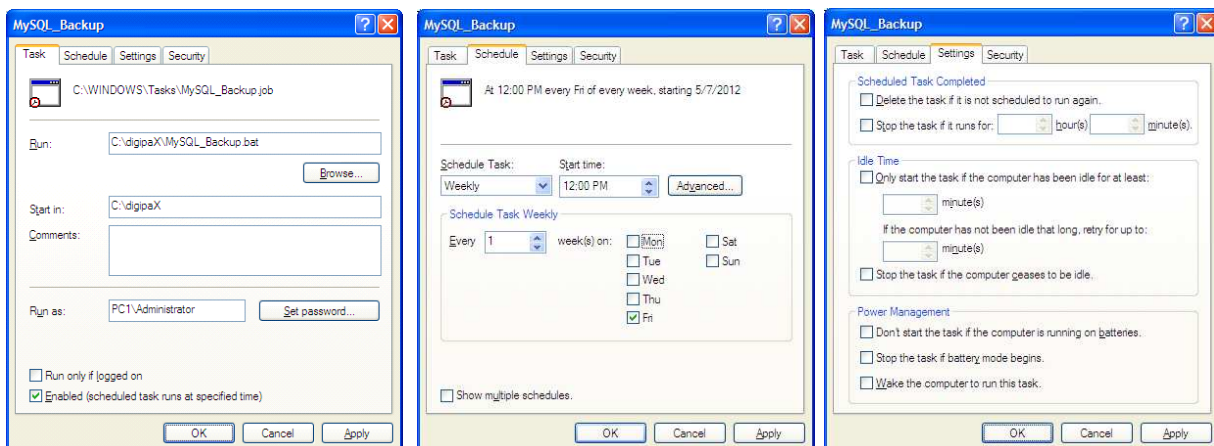 MySQL_Backup
Task Schedule Settings Security
C:\WINDOWS\Tasks\MySQL_Backup.job
Run: C:\digipaX\MySQL_Backup.bat
Browse...
Start in: C:\digipaX
Comments:
Run as: PC1\Administrator Set password...
Run only if logged on
Enabled (scheduled task runs at specified time)
OK Cancel Apply
MySQL_Backup
Task Schedule Settings Security
At 12:00 PM every Fri of every week, starting 5/7/2012
Schedule Task: Start time:
Weekly 12:00 PM Advanced...
Schedule Task Weekly
Every 1 week(s) on: Mon Sat
Tue Sun
Wed
Thu
Fri
Show multiple schedules.
OK Cancel Apply
MySQL_Backup
Task Schedule Settings Security
Scheduled Task Completed
Delete the task if it is not scheduled to run again.
Stop the task if it runs for: hour(s) minute(s).
Idle Time
Only start the task if the computer has been idle for at least:
minute(s)
If the computer has not been idle that long, retry for up to:
minute(s)
Stop the task if the computer ceases to be idle.
Power Management
Don't start the task if the computer is running on batteries.
Stop the task if battery mode begins.
Wake the computer to run this task.
OK Cancel Apply